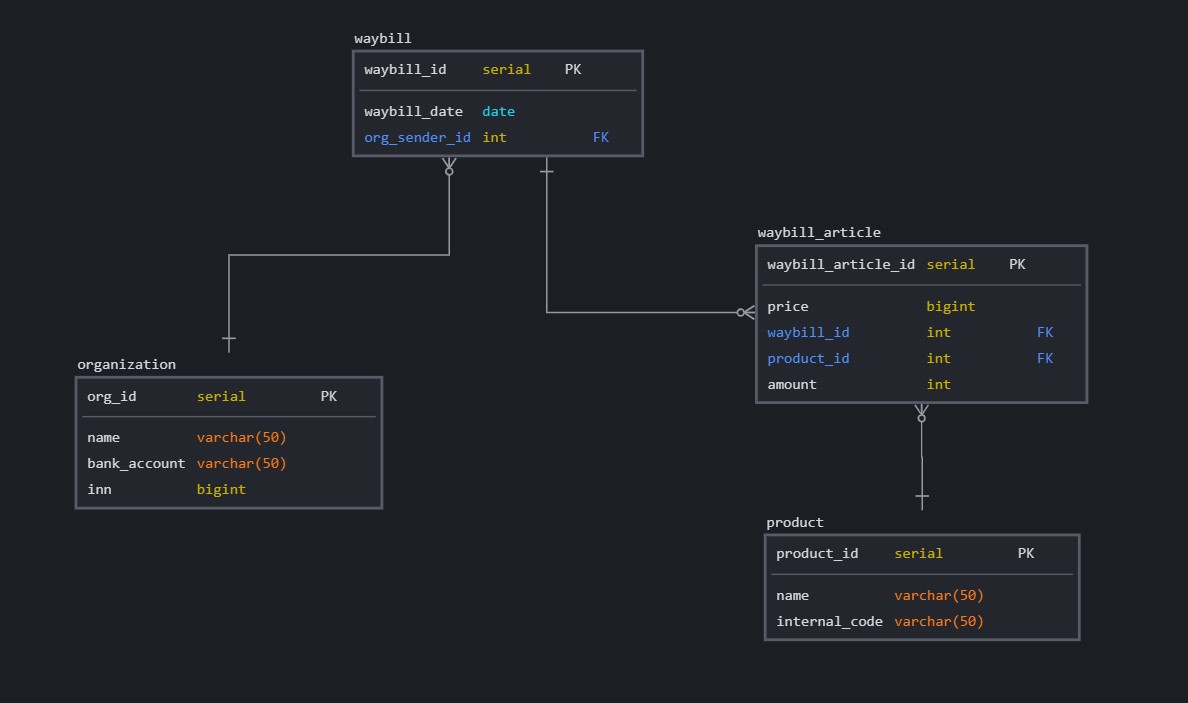 waybill
waybill_id serial PK
waybill_date date
org_sender_id int FK
waybill_article
waybill_article_id serial PK
price bigint
waybill_id int FK
product_id int FK
amount int
organization
org_id serial PK
name varchar(50)
bank_account varchar(50)
inn bigint
product
product_id serial PK
name varchar(50)
internal_code varchar(50)